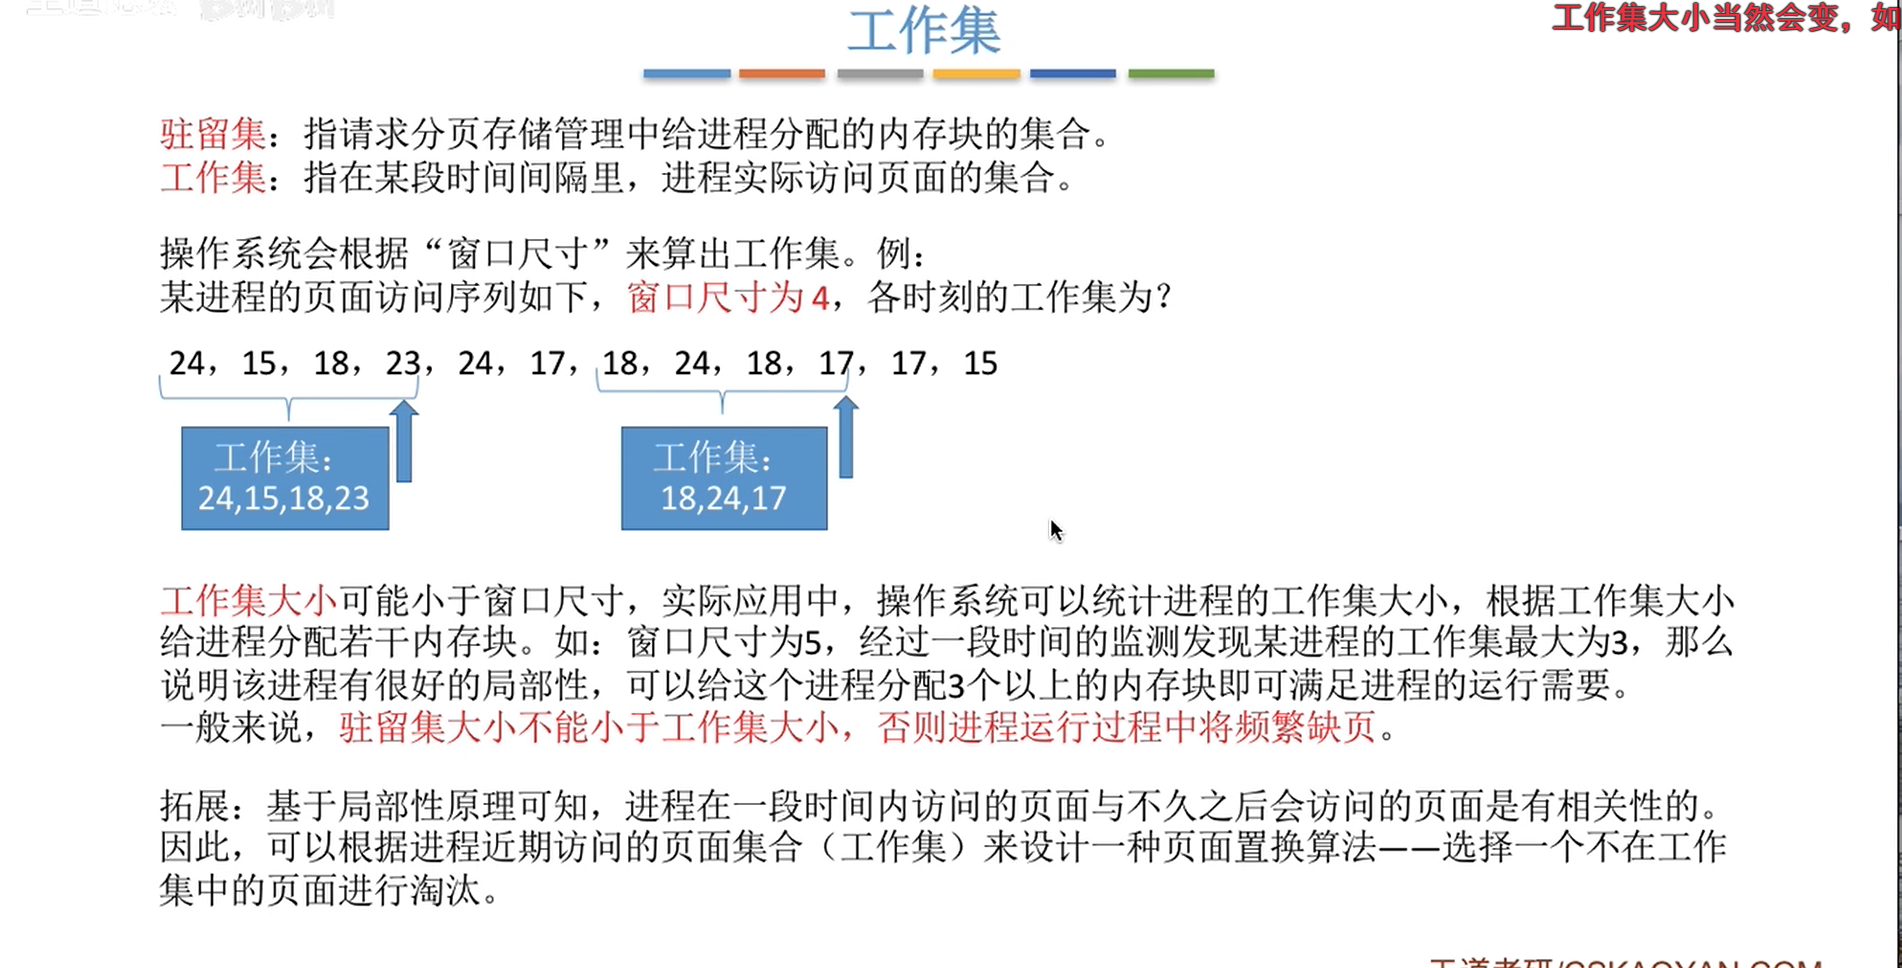 工作集
工作集大小当然会变，如
驻留集：指请求分页存储管理中给进程分配的内存块的集合。
工作集：指在某段时间间隔里，进程实际访问页面的集合。
操作系统会根据“窗口尺寸”来算出工作集。例：
某进程的页面访问序列如下，窗口尺寸为 4，各时刻的工作集为？
24，15，18，23，24，17，18，24，18，17，17，15
工作集：
24,15,18,23
工作集：
18,24,17
工作集大小可能小于窗口尺寸，实际应用中，操作系统可以统计进程的工作集大小，根据工作集大小
给进程分配若干内存块。如：窗口尺寸为5，经过一段时间的监测发现某进程的工作集最大为3，那么
说明该进程有很好的局部性，可以给这个进程分配3个以上的内存块即可满足进程的运行需要。
一般来说，驻留集大小不能小于工作集大小，否则进程运行过程中将频繁缺页。
拓展：基于局部性原理可知，进程在一段时间内访问的页面与不久之后会访问的页面是有相关性的。
因此，可以根据进程近期访问的页面集合（工作集）来设计一种页面置换算法——选择一个不在工作
集中的页面进行淘汰。
王道考研/CSKAOYAN.COM